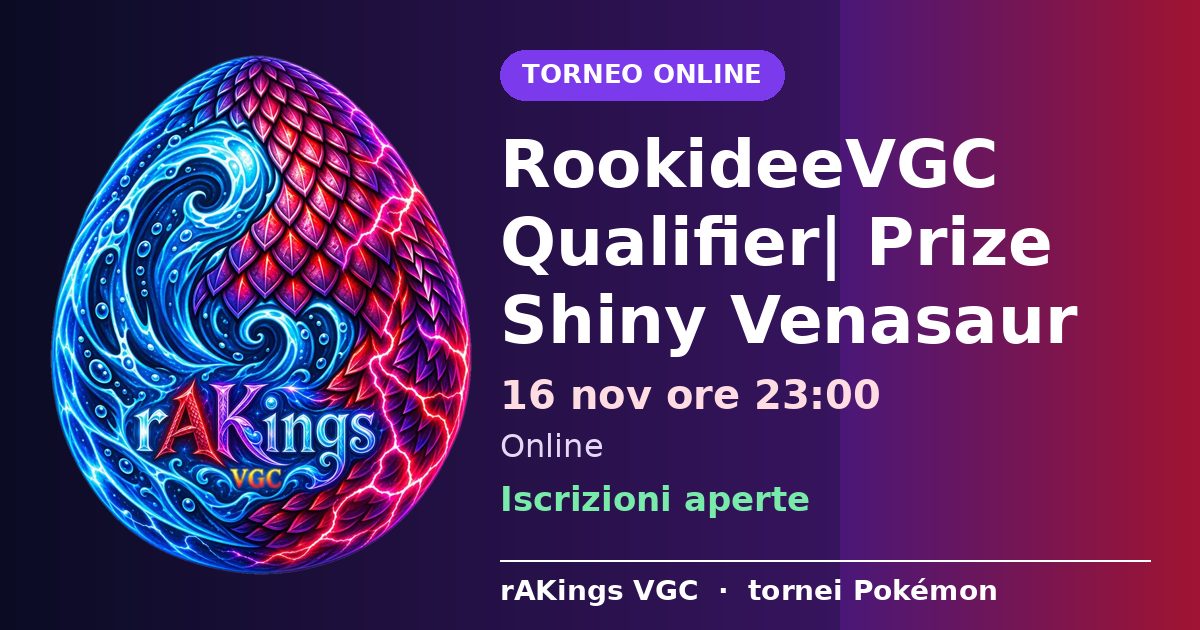 TORNEO ONLINE
RookideeVGC
Qualifier| Prize
Shiny Venasaur
16 nov ore 23:00
Online
Iscrizioni aperte
rAKings
VGC
rAKings VGC · tornei Pokémon